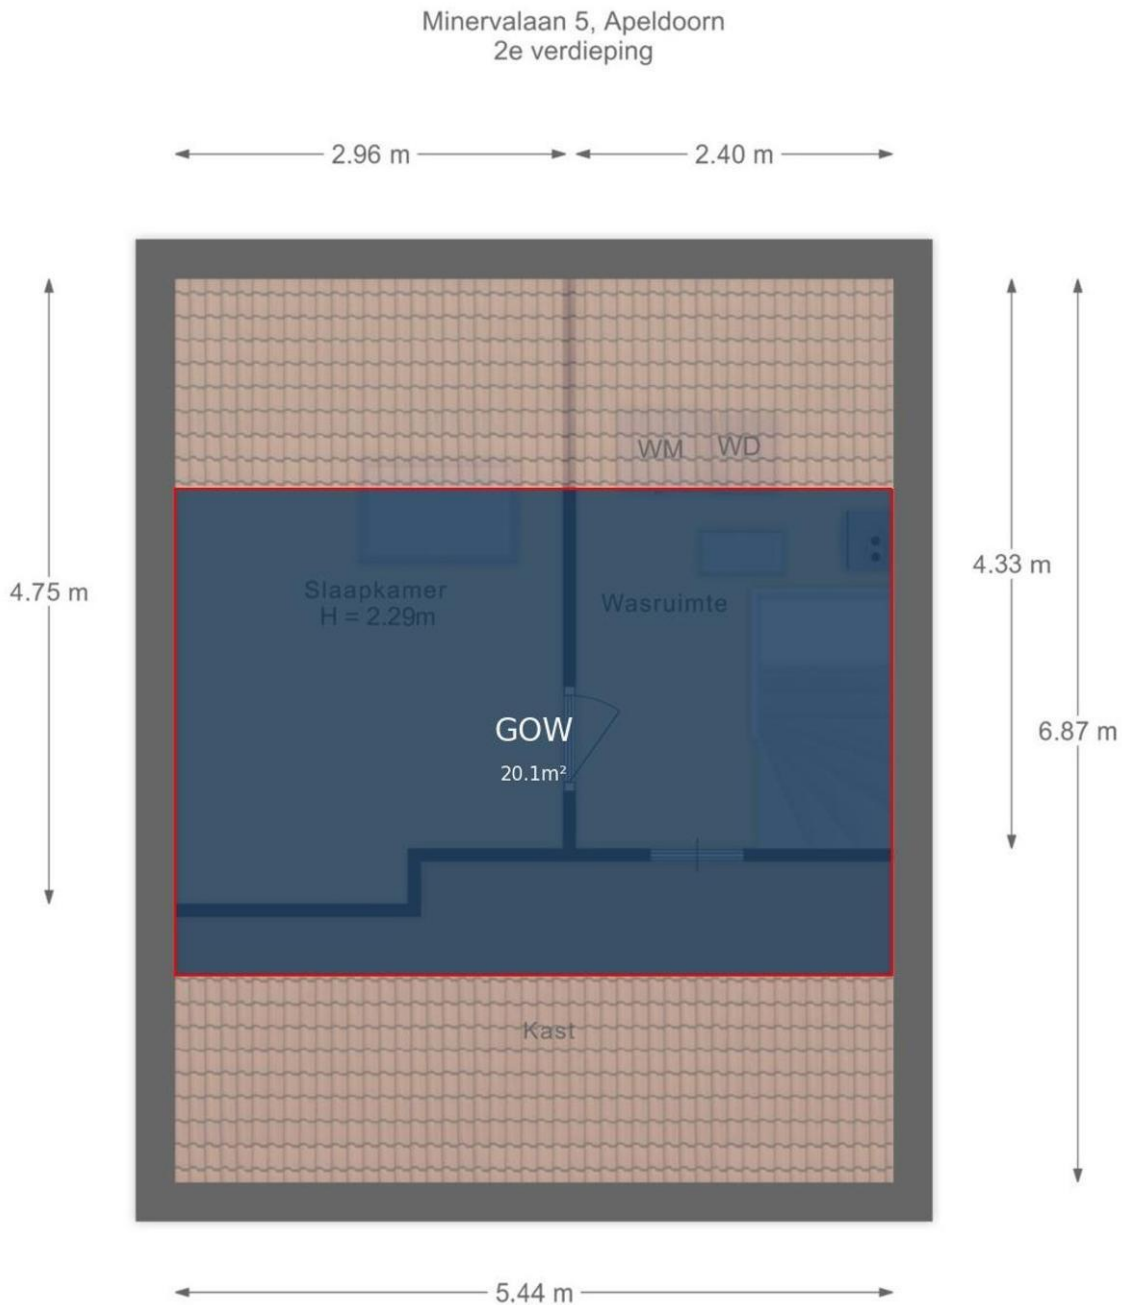 Minervalaan 5, Apeldoorn
2e verdieping
2.96 m
2.40 m
WM
WD
4.33 m
Slaapkamer
H = 2.29m
4.75 m
Wasruimte
GOW
20.1m²
6.87 m
Kast
5.44 m